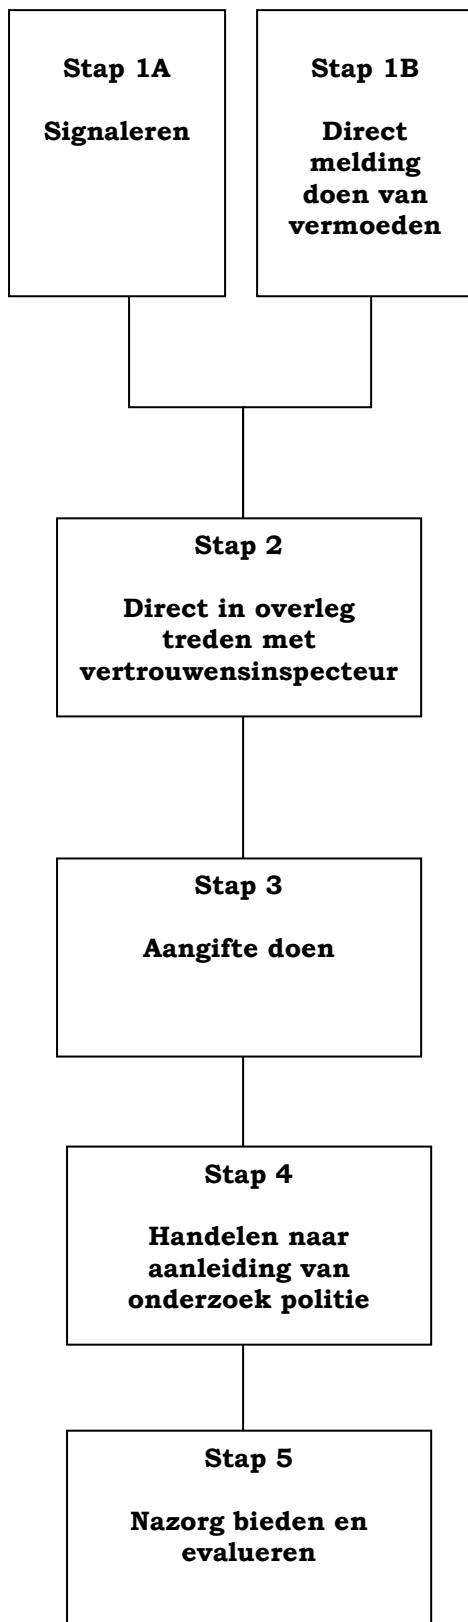 Stap 1A
Signaleren
Stap 1B
Direct
melding
doen van
vermoeden
Stap 2
Direct in overleg
treden met
vertrouwensinspecteur
Stap 3
Aangifte doen
Stap 4
Handelen naar
aanleiding van
onderzoek politie
Stap 5
Nazorg bieden en
evalueren